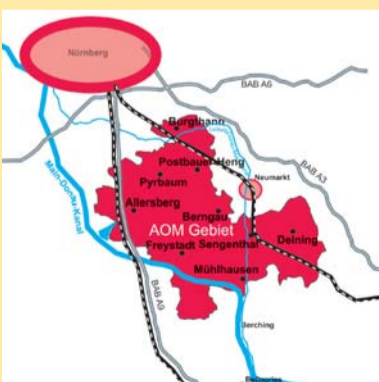 Nürnberg
BAB A6
Burgthann
BAB A3
Postbauer-Heng
Neumarkt
Pyrbaum
Main-Donau-Kanal
Allersberg
Berngau
AOM Gebiet
Deining
Freystadt Sengenthal
Mühlhausen
BAB A9
Berching